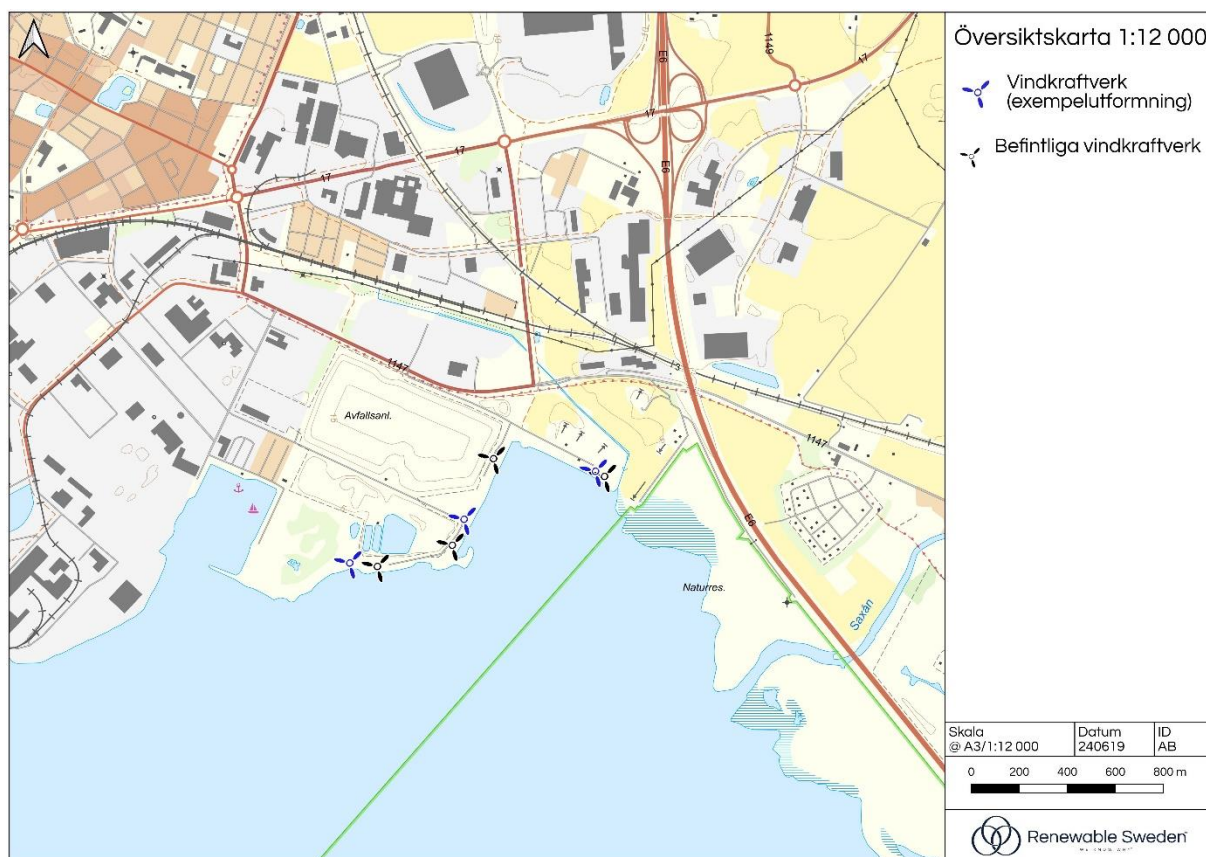 Översiktskarta 1:12 000
Vindkraftverk
(exempelutformning)
Befintliga vindkraftverk
E6
1149
17
17
E6
17
17
1147
3
Avfallsanl.
1147
E6
Naturres.
Saxån
Skala
@ A3/1:12 000
Datum
240619
ID
AB
0 200 400 600 800 m
Renewable Sweden